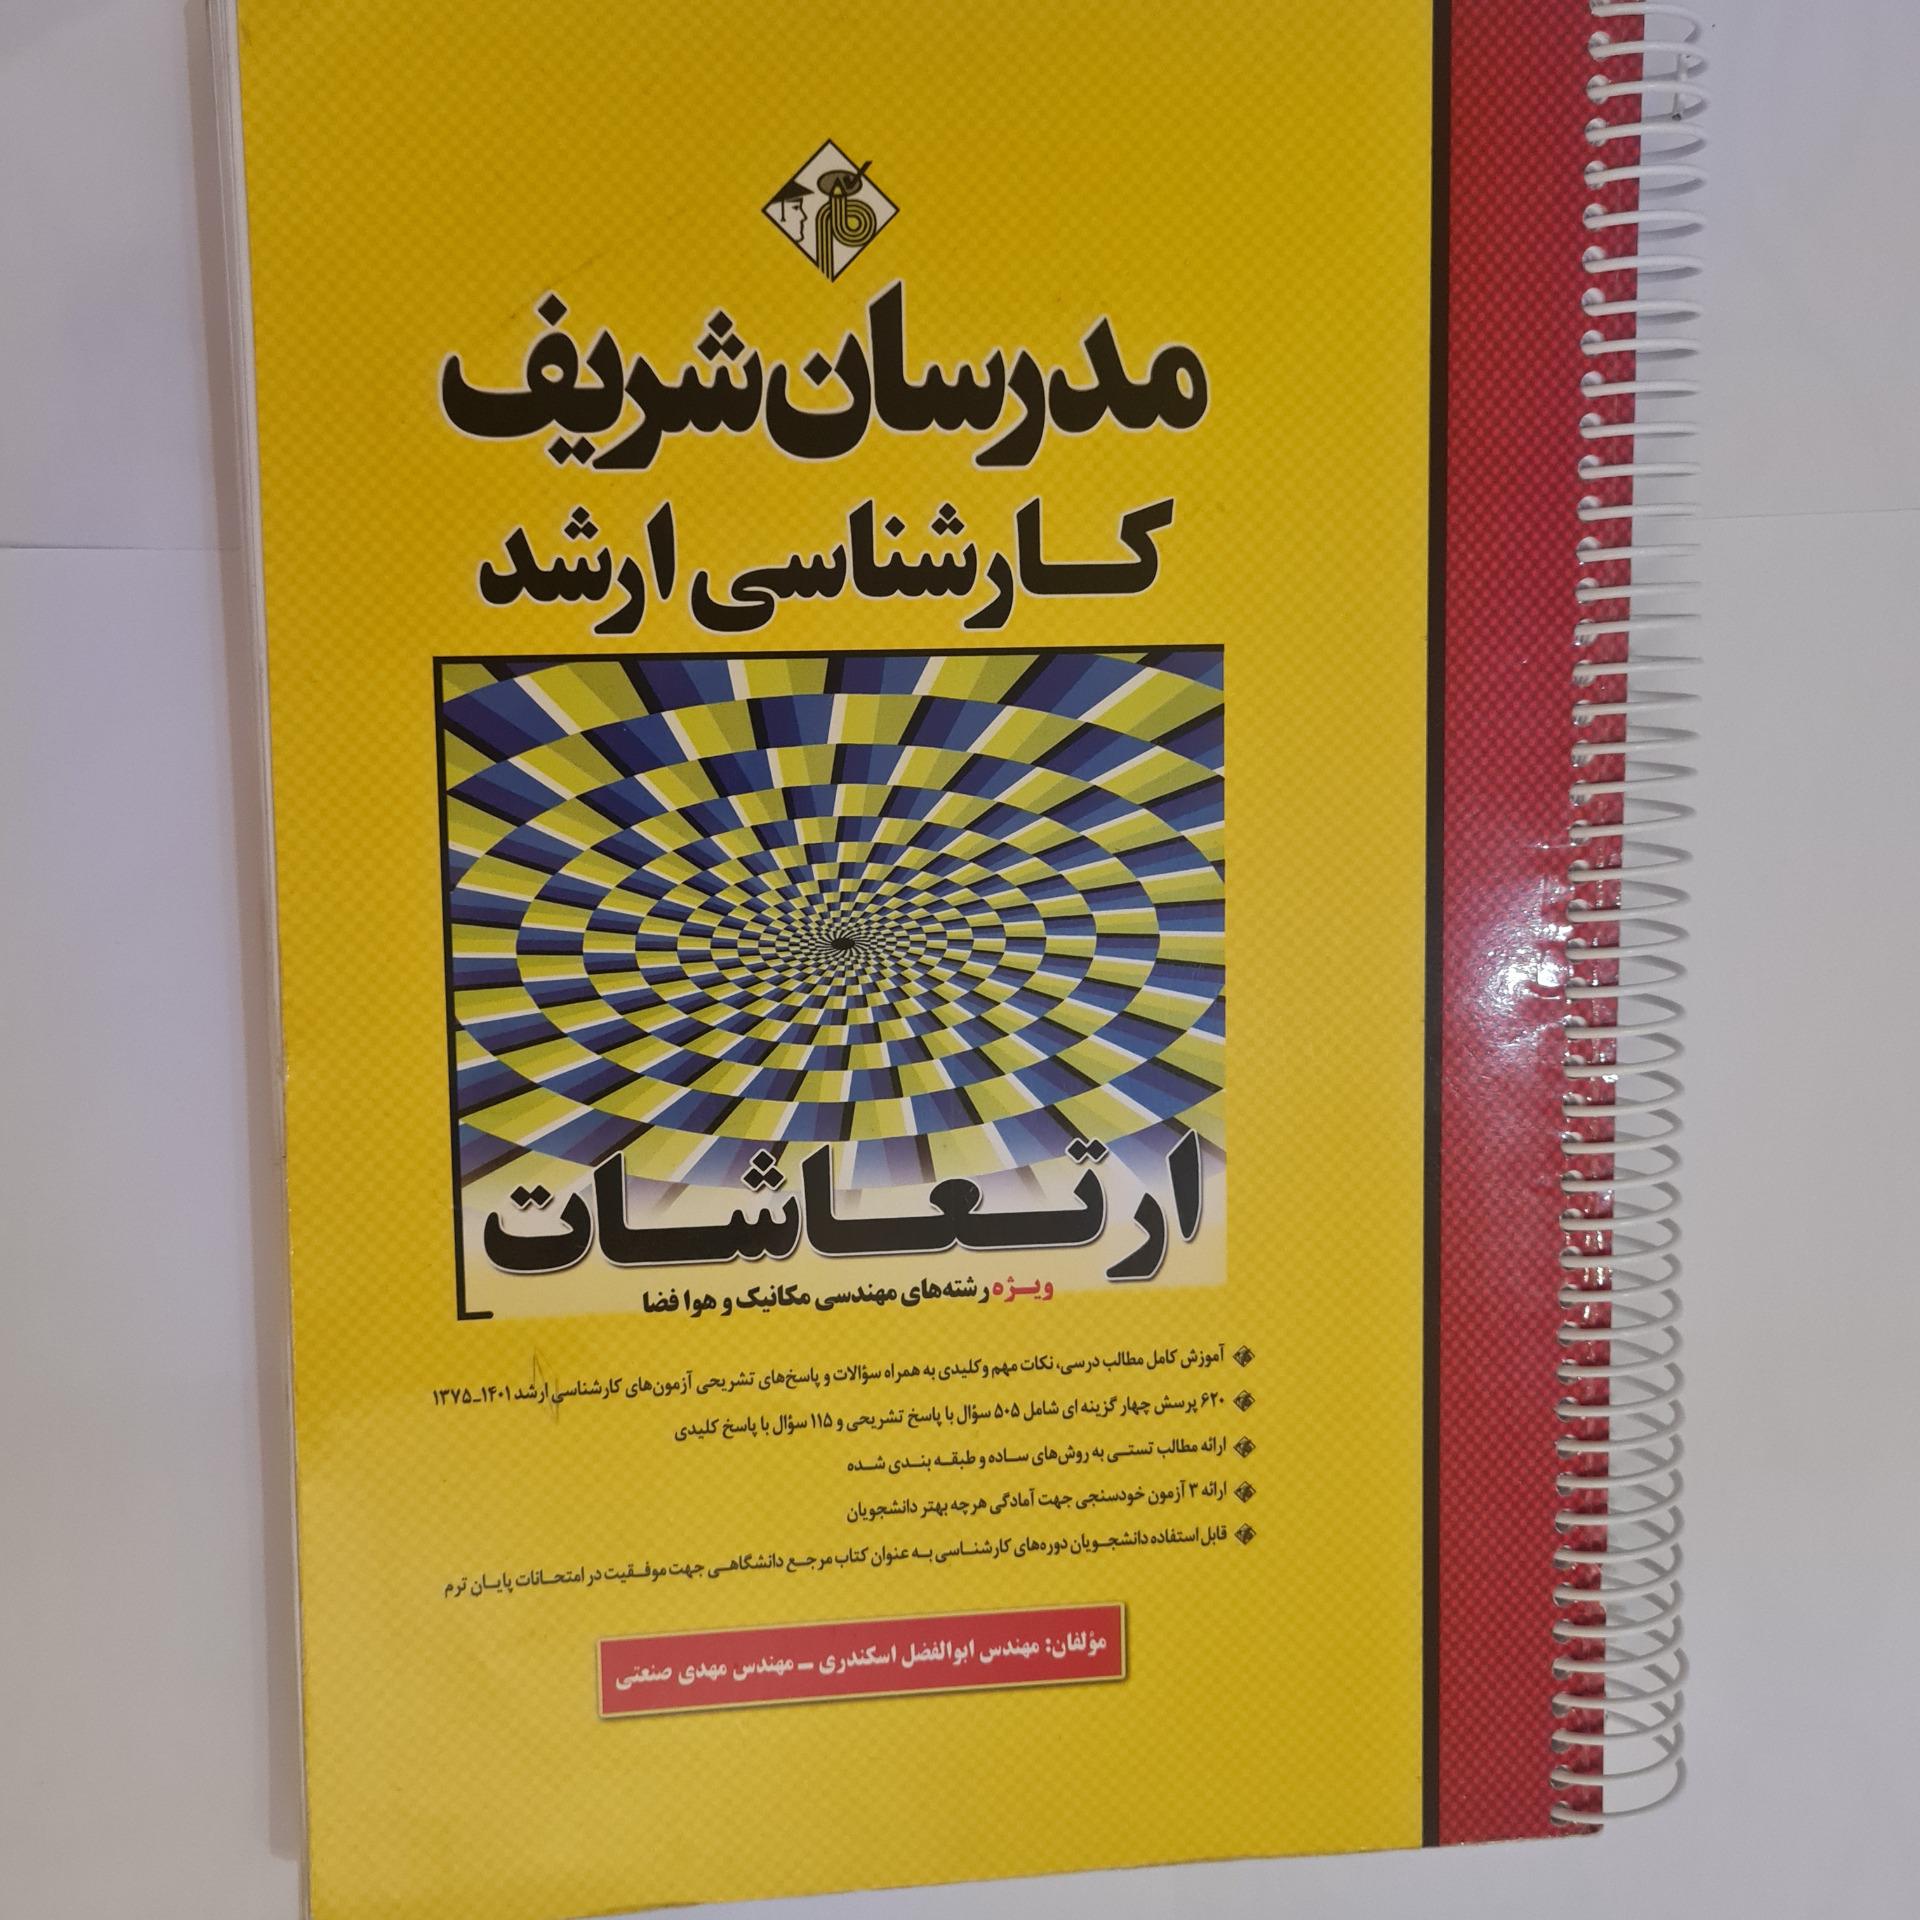 مدرسان شریف
کارشناسی ارشد
ارتعاشات
ویژه رشته‌های مهندسی مکانیک و هوا فضا
آموزش کامل مطالب درسی، نکات مهم و کلیدی به همراه سؤالات و پاسخ‌های تشریحی آزمون‌های کارشناسی ارشد ۱۴۰۱ـ۱۳۷۵
۶۲۰ پرسش چهار گزینه ای شامل ۵۰۵ سؤال با پاسخ تشریحی و ۱۱۵ سؤال با پاسخ کلیدی
ارائه مطالب تستی به روش‌های ساده و طبقه بندی شده
ارائه ۳ آزمون خودسنجی جهت آمادگی هرچه بهتر دانشجویان
قابل استفاده دانشجویان دوره‌های کارشناسی به عنوان کتاب مرجع دانشگاهی جهت موفقیت در امتحانات پایان ترم
مؤلفان: مهندس ابوالفضل اسکندری ـ مهندس مهدی صنعتی